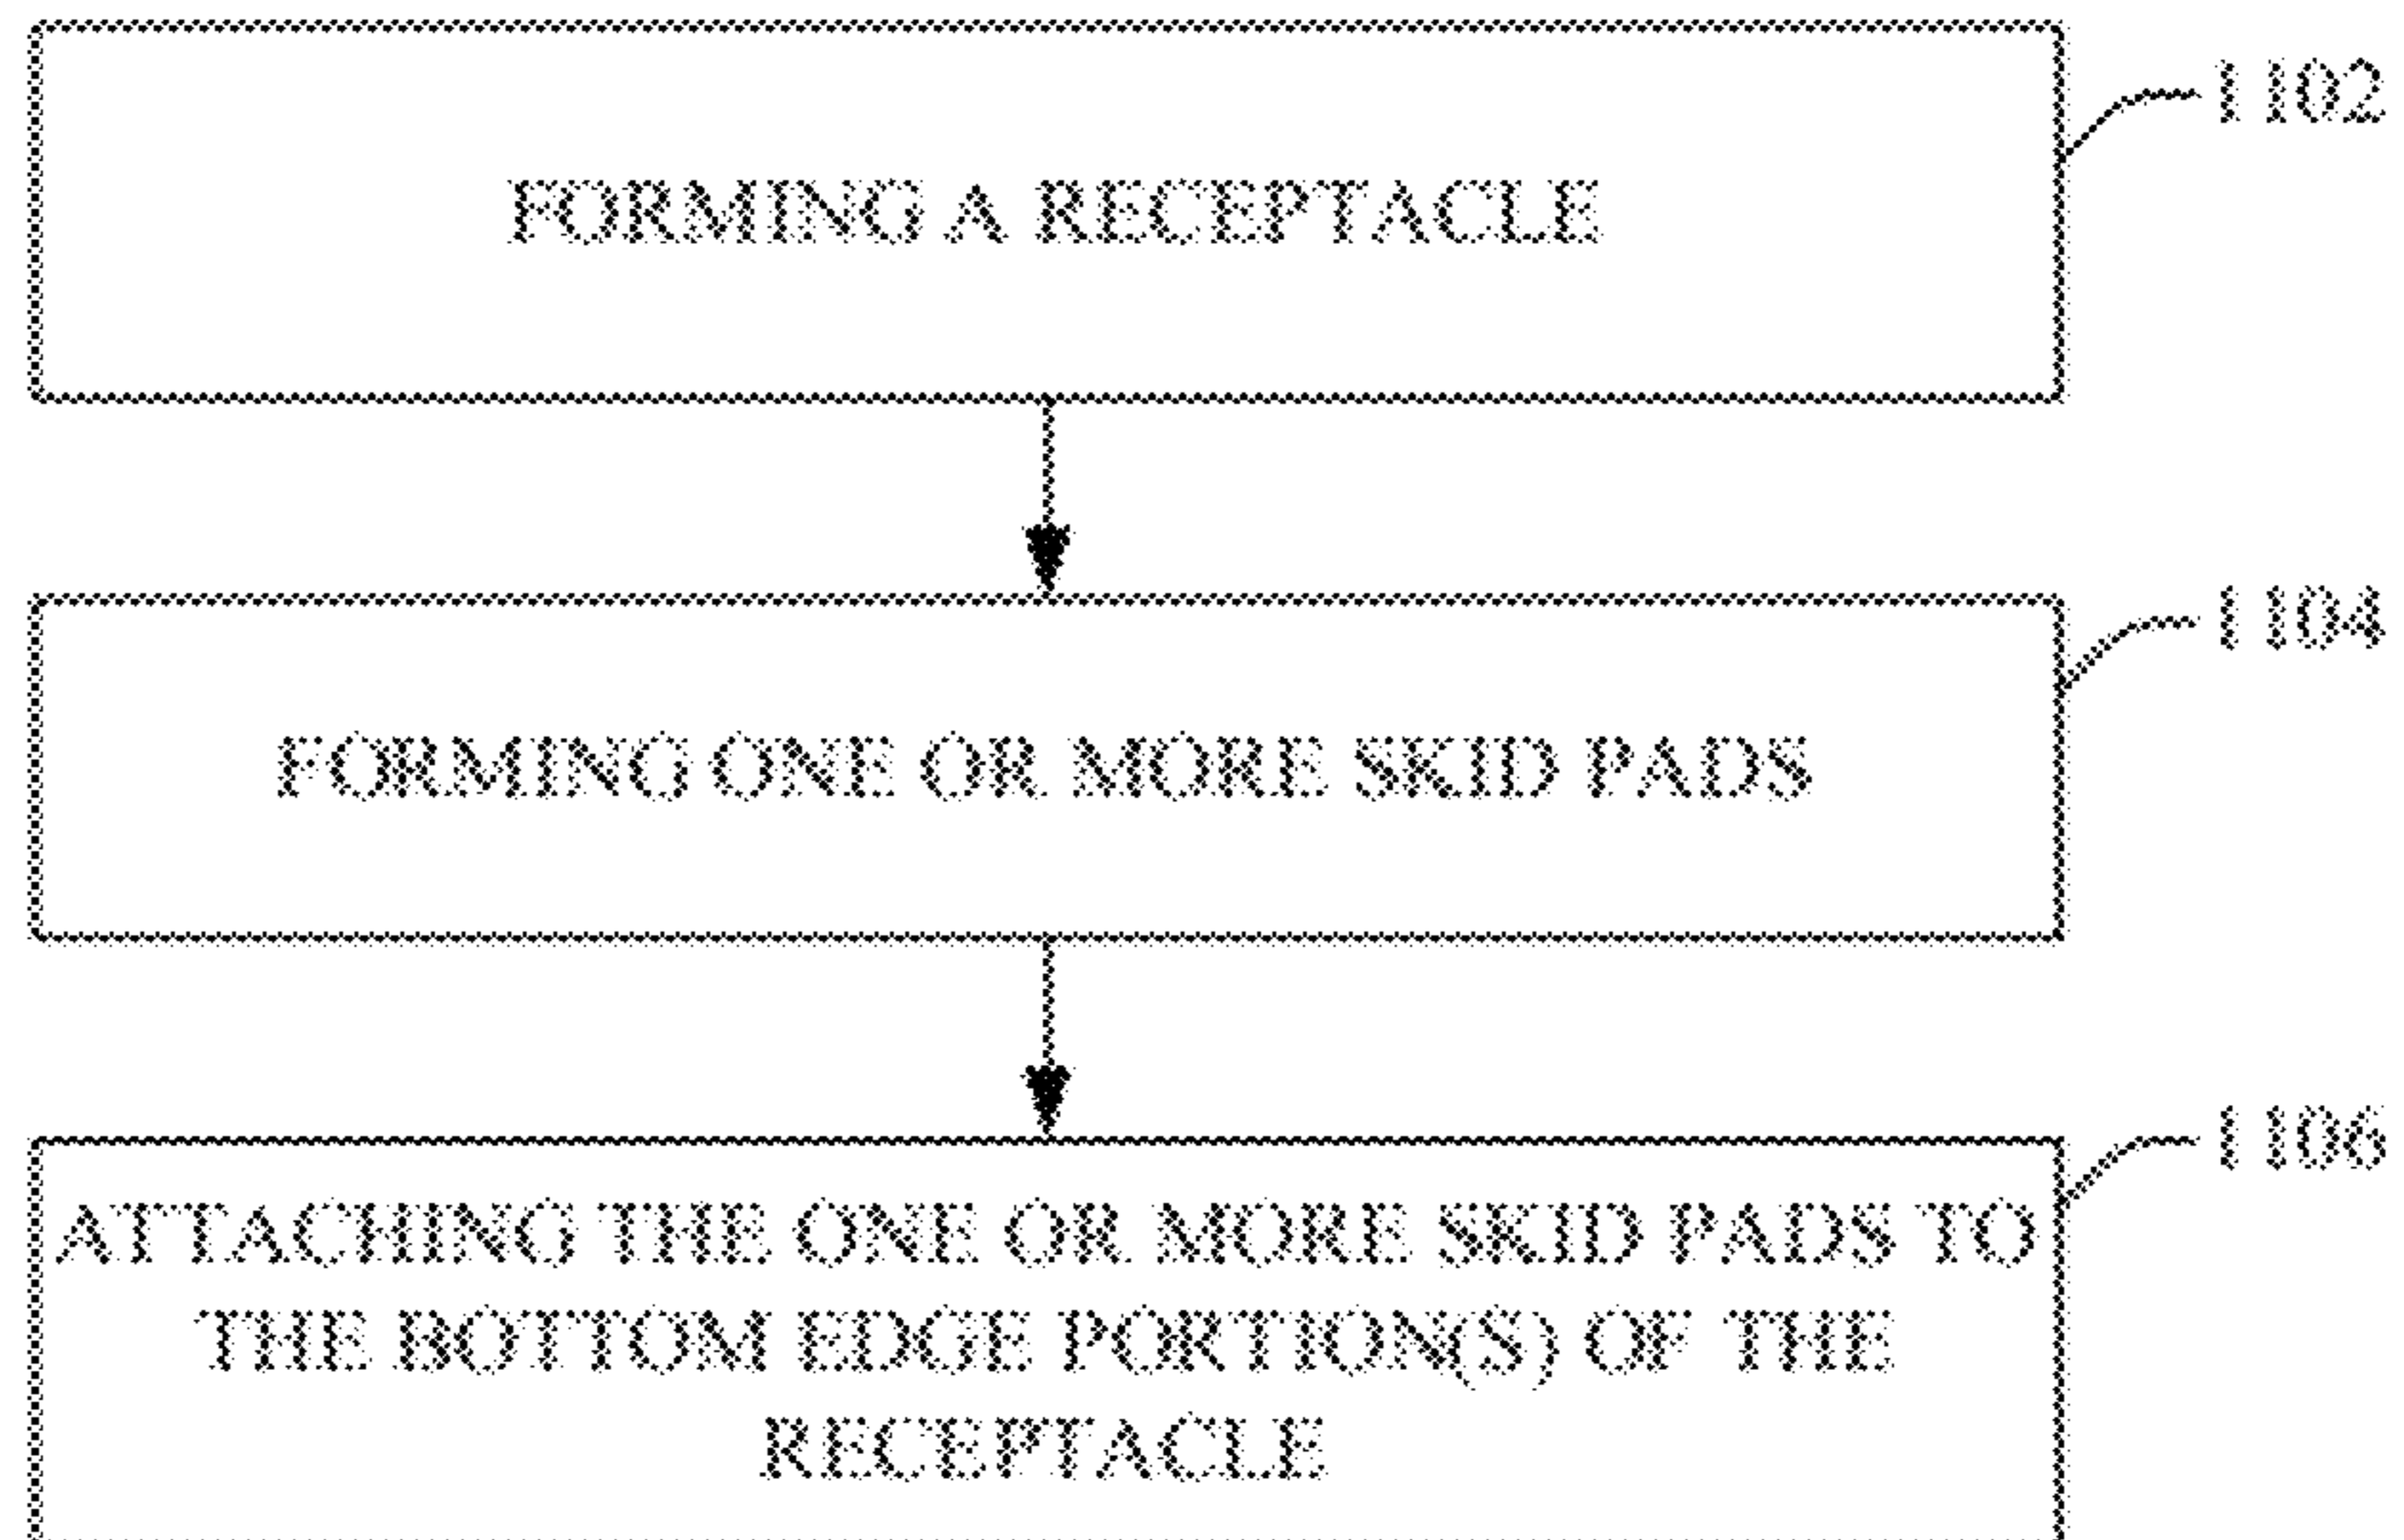 1102
FORMING A RECEPTACLE
1104
FORMING ONE OR MORE SKID PADS
1106
ATTACHING THE ONE OR MORE SKID PADS TO
THE BOTTOM EDGE PORTION(S) OF THE
RECEPTACLE